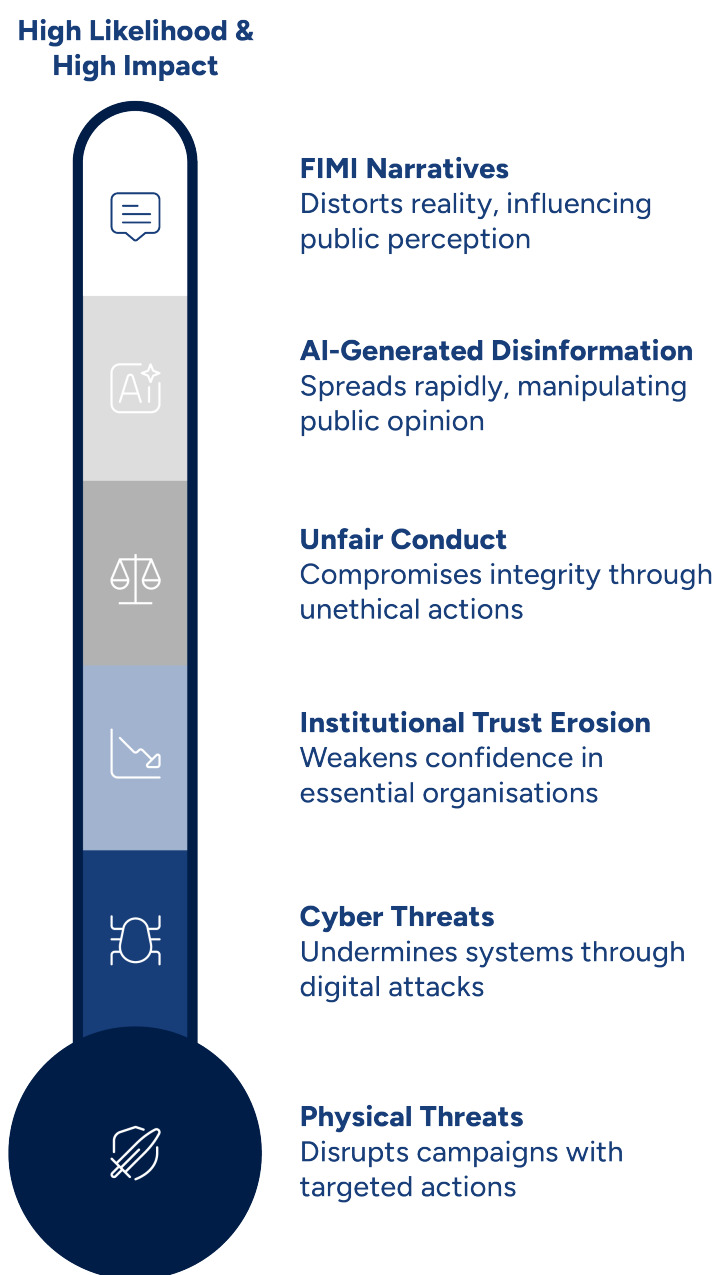 High Likelihood &
High Impact
FIMI Narratives
Distorts reality, influencing
public perception
Ai
AI-Generated Disinformation
Spreads rapidly, manipulating
public opinion
Unfair Conduct
Compromises integrity through
unethical actions
Institutional Trust Erosion
Weakens confidence in
essential organisations
Cyber Threats
Undermines systems through
digital attacks
Physical Threats
Disrupts campaigns with
targeted actions